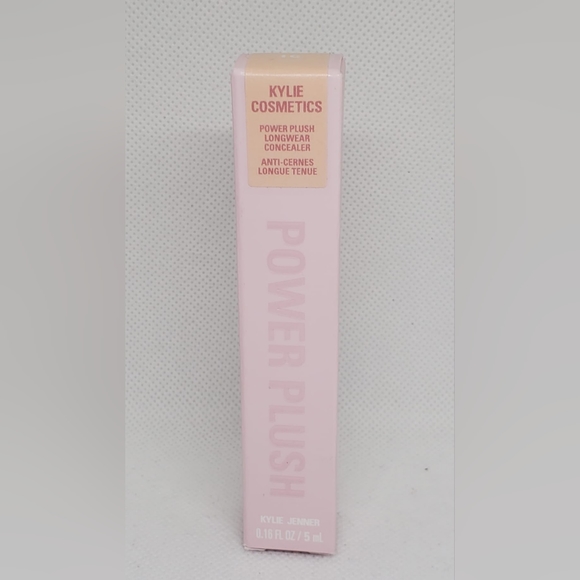 KYLIE
COSMETICS
POWER PLUSH
LONGWEAR
CONCEALER
ANTI-CERNES
LONGUE TENUE
POWER PLUSH
KYLIE JENNER
0.16 FL OZ / 5 mL